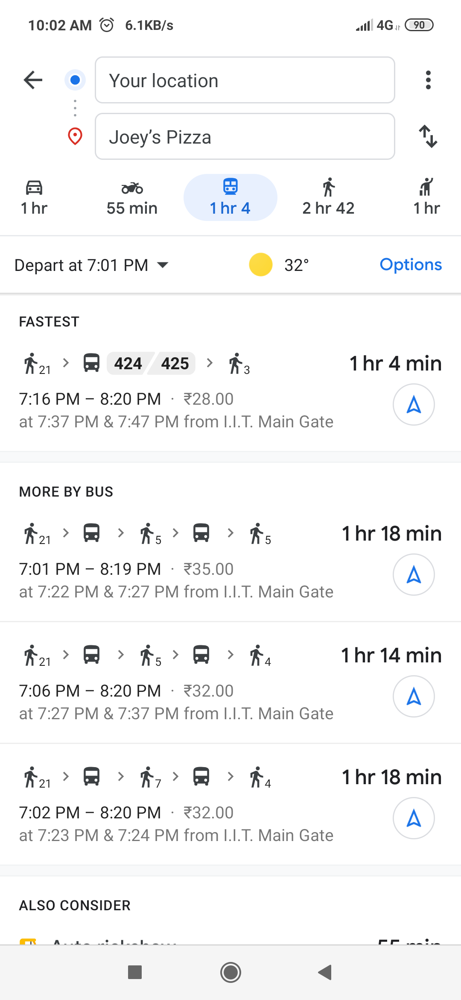 10:02 AM 6.1KB/s 4G 90
Your location
Joey’s Pizza
1 hr 55 min 1 hr 4 2 hr 42 1 hr
Depart at 7:01 PM 32° Options
FASTEST
21 424 425 3 1 hr 4 min
7:16 PM – 8:20 PM · ₹28.00
at 7:37 PM & 7:47 PM from I.I.T. Main Gate
MORE BY BUS
21 5 5 1 hr 18 min
7:01 PM – 8:19 PM · ₹35.00
at 7:22 PM & 7:27 PM from I.I.T. Main Gate
21 5 4 1 hr 14 min
7:06 PM – 8:20 PM · ₹32.00
at 7:27 PM & 7:37 PM from I.I.T. Main Gate
21 7 4 1 hr 18 min
7:02 PM – 8:20 PM · ₹32.00
at 7:23 PM & 7:24 PM from I.I.T. Main Gate
ALSO CONSIDER
Auto rickshaw 55 min